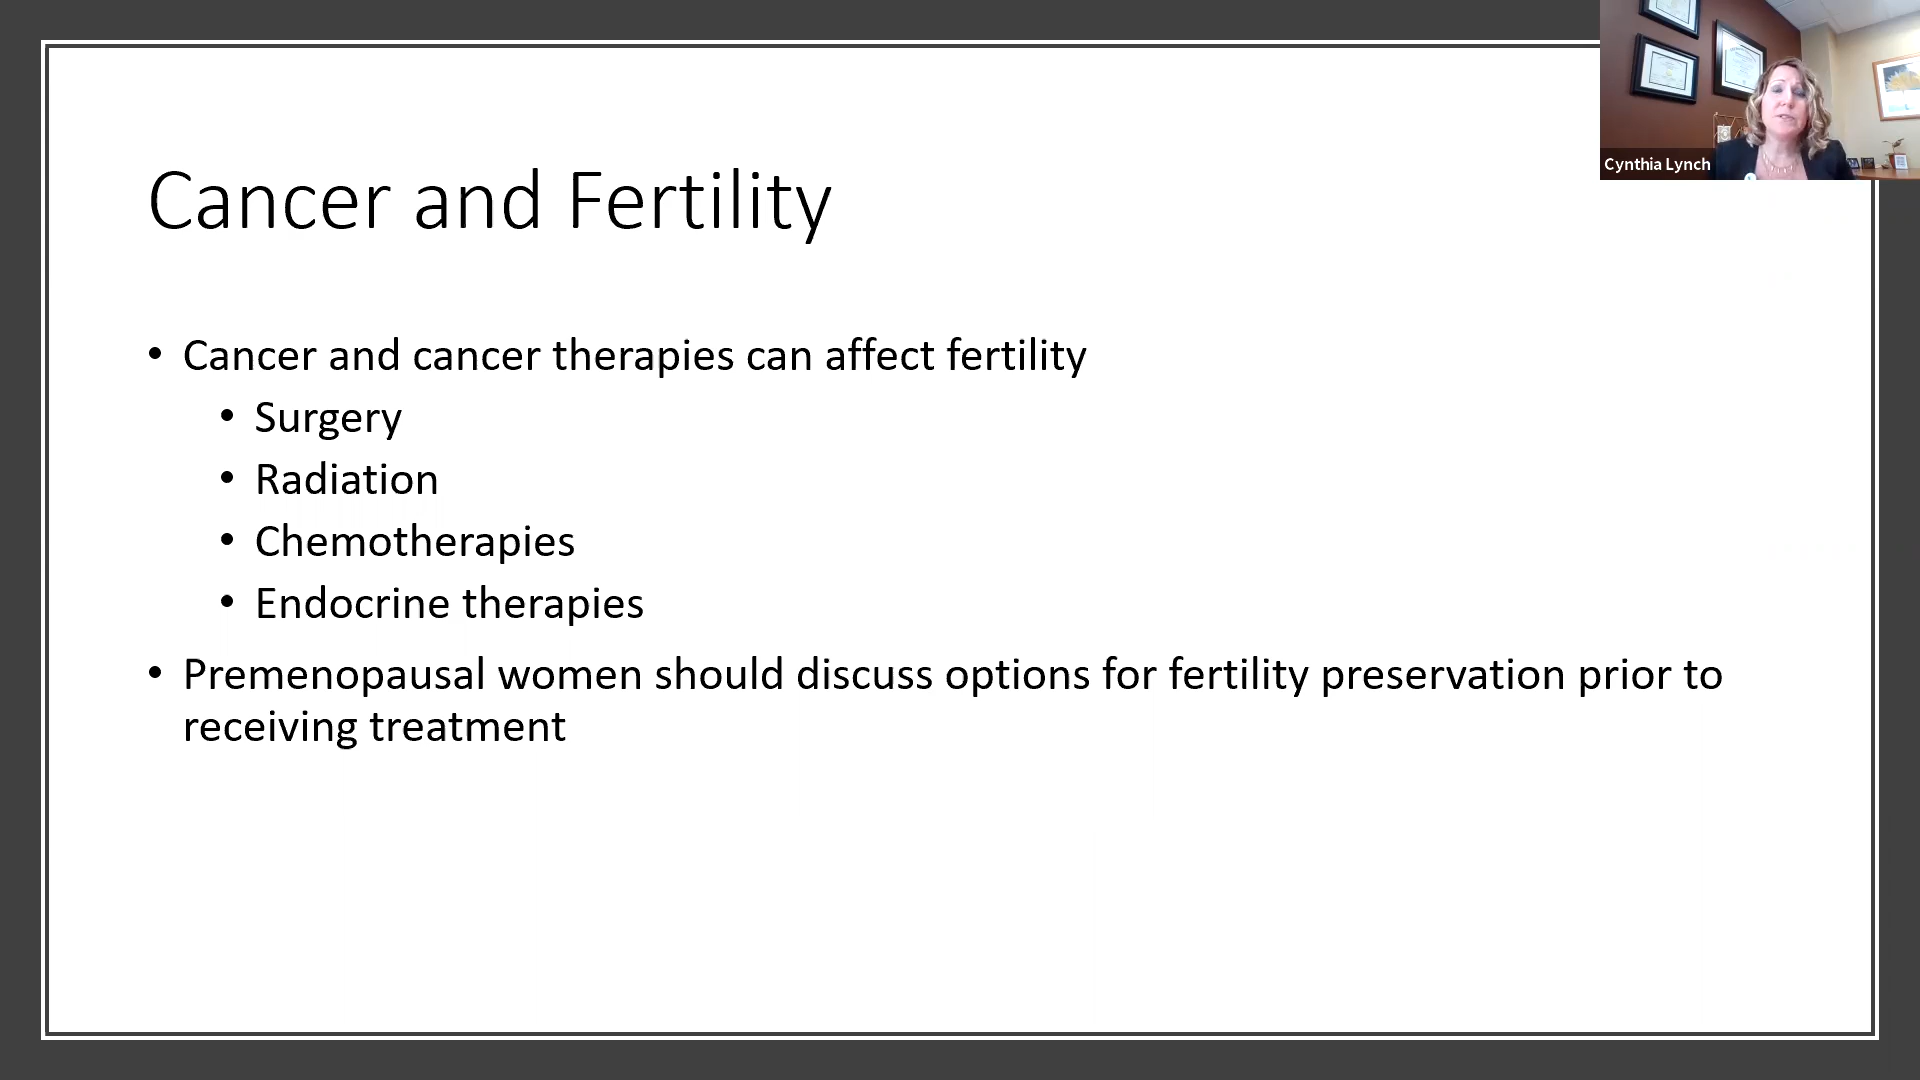 Cynthia Lynch
Cancer and Fertility
• Cancer and cancer therapies can affect fertility
• Surgery
• Radiation
• Chemotherapies
• Endocrine therapies
• Premenopausal women should discuss options for fertility preservation prior to
receiving treatment